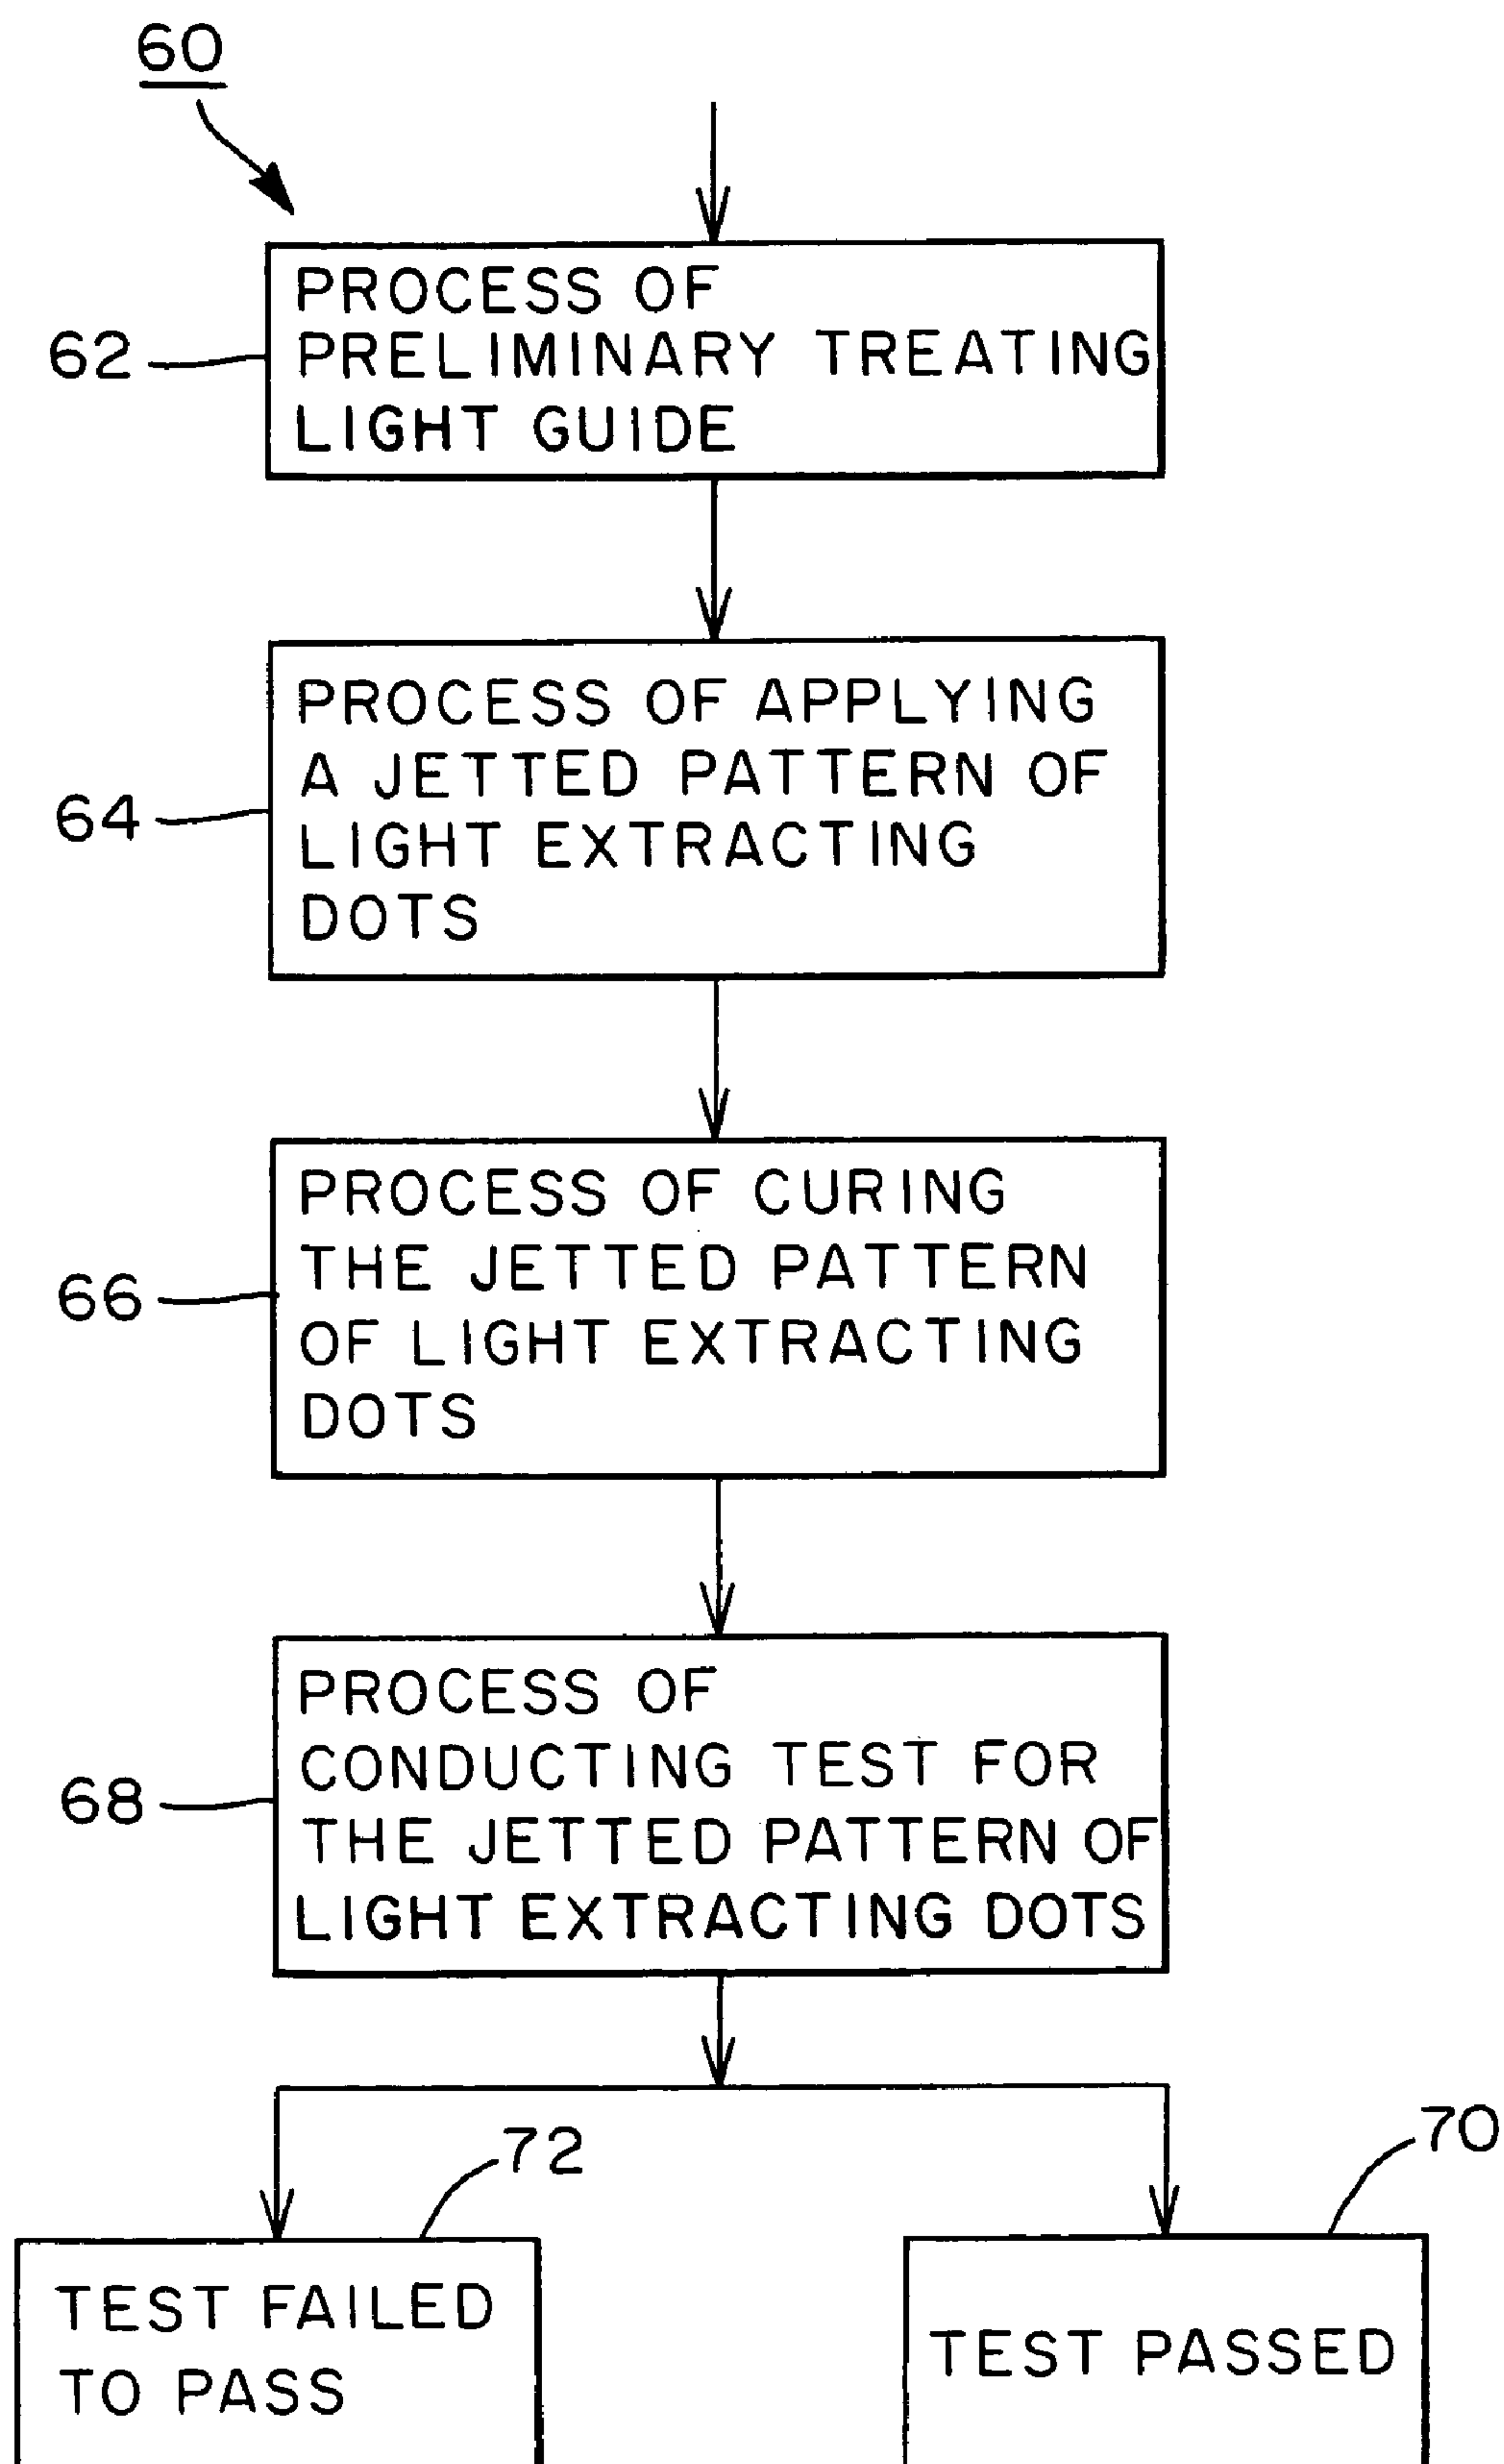 60
62
PROCESS OF
PRELIMINARY TREATING
LIGHT GUIDE
64
PROCESS OF APPLYING
A JETTED PATTERN OF
LIGHT EXTRACTING
DOTS
66
PROCESS OF CURING
THE JETTED PATTERN
OF LIGHT EXTRACTING
DOTS
68
PROCESS OF
CONDUCTING TEST FOR
THE JETTED PATTERN OF
LIGHT EXTRACTING DOTS
72
70
TEST FAILED
TO PASS
TEST PASSED